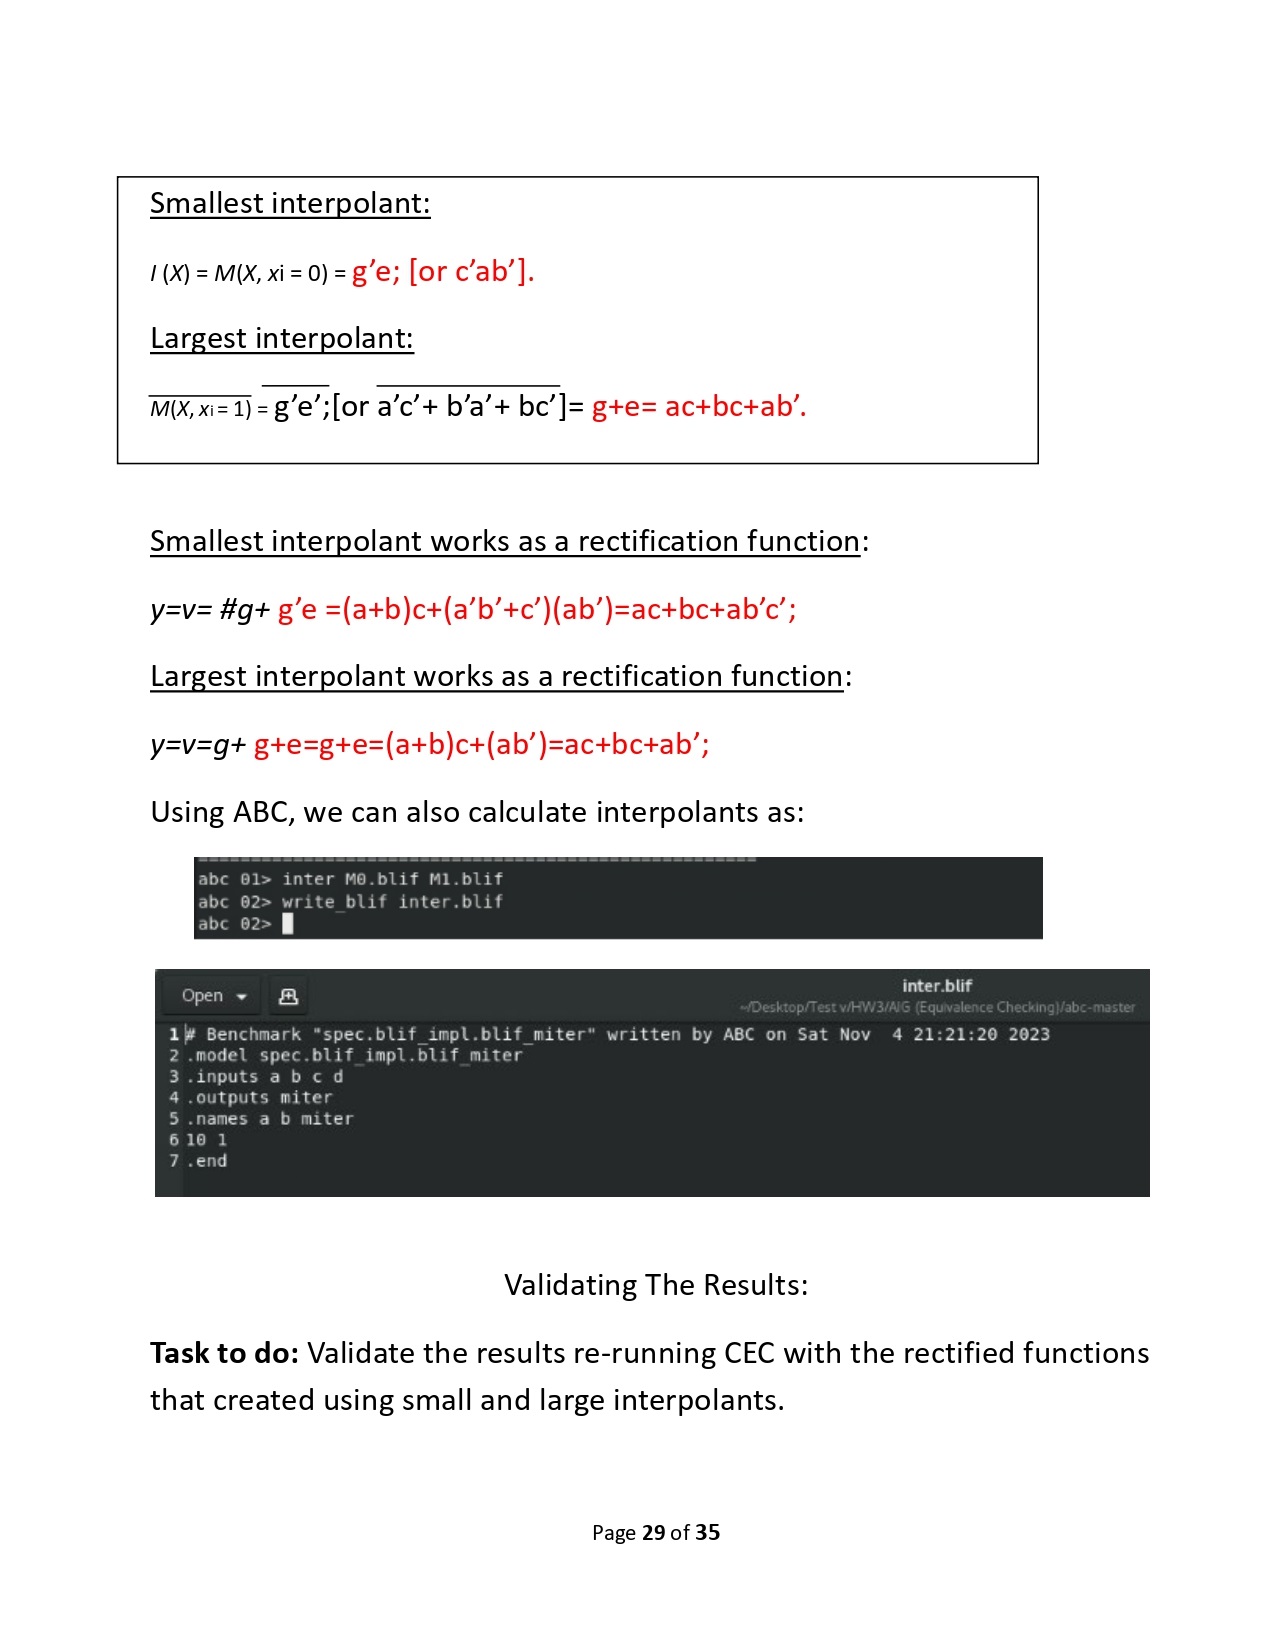 Smallest interpolant:
I (X) = M(X, xi = 0) = g’e; [or c’ab’].
Largest interpolant:
M(X, xi = 1) = g’e’;[or a’c’+ b’a’+ bc’]= g+e= ac+bc+ab’.
Smallest interpolant works as a rectification function:
y=v= #g+ g’e =(a+b)c+(a’b’+c’)(ab’)=ac+bc+ab’c’;
Largest interpolant works as a rectification function:
y=v=g+ g+e=g+e=(a+b)c+(ab’)=ac+bc+ab’;
Using ABC, we can also calculate interpolants as:
abc 01> inter M0.blif M1.blif
abc 02> write_blif inter.blif
abc 02>
inter.blif
Open
~/Desktop/Test v/HW3/AIG (Equivalence Checking)/abc-master
1 # Benchmark "spec.blif_impl.blif_miter" written by ABC on Sat Nov  4 21:21:20 2023
2 .model spec.blif_impl.blif_miter
3 .inputs a b c d
4 .outputs miter
5 .names a b miter
6 10 1
7 .end
Validating The Results:
Task to do: Validate the results re-running CEC with the rectified functions
that created using small and large interpolants.
Page 29 of 35